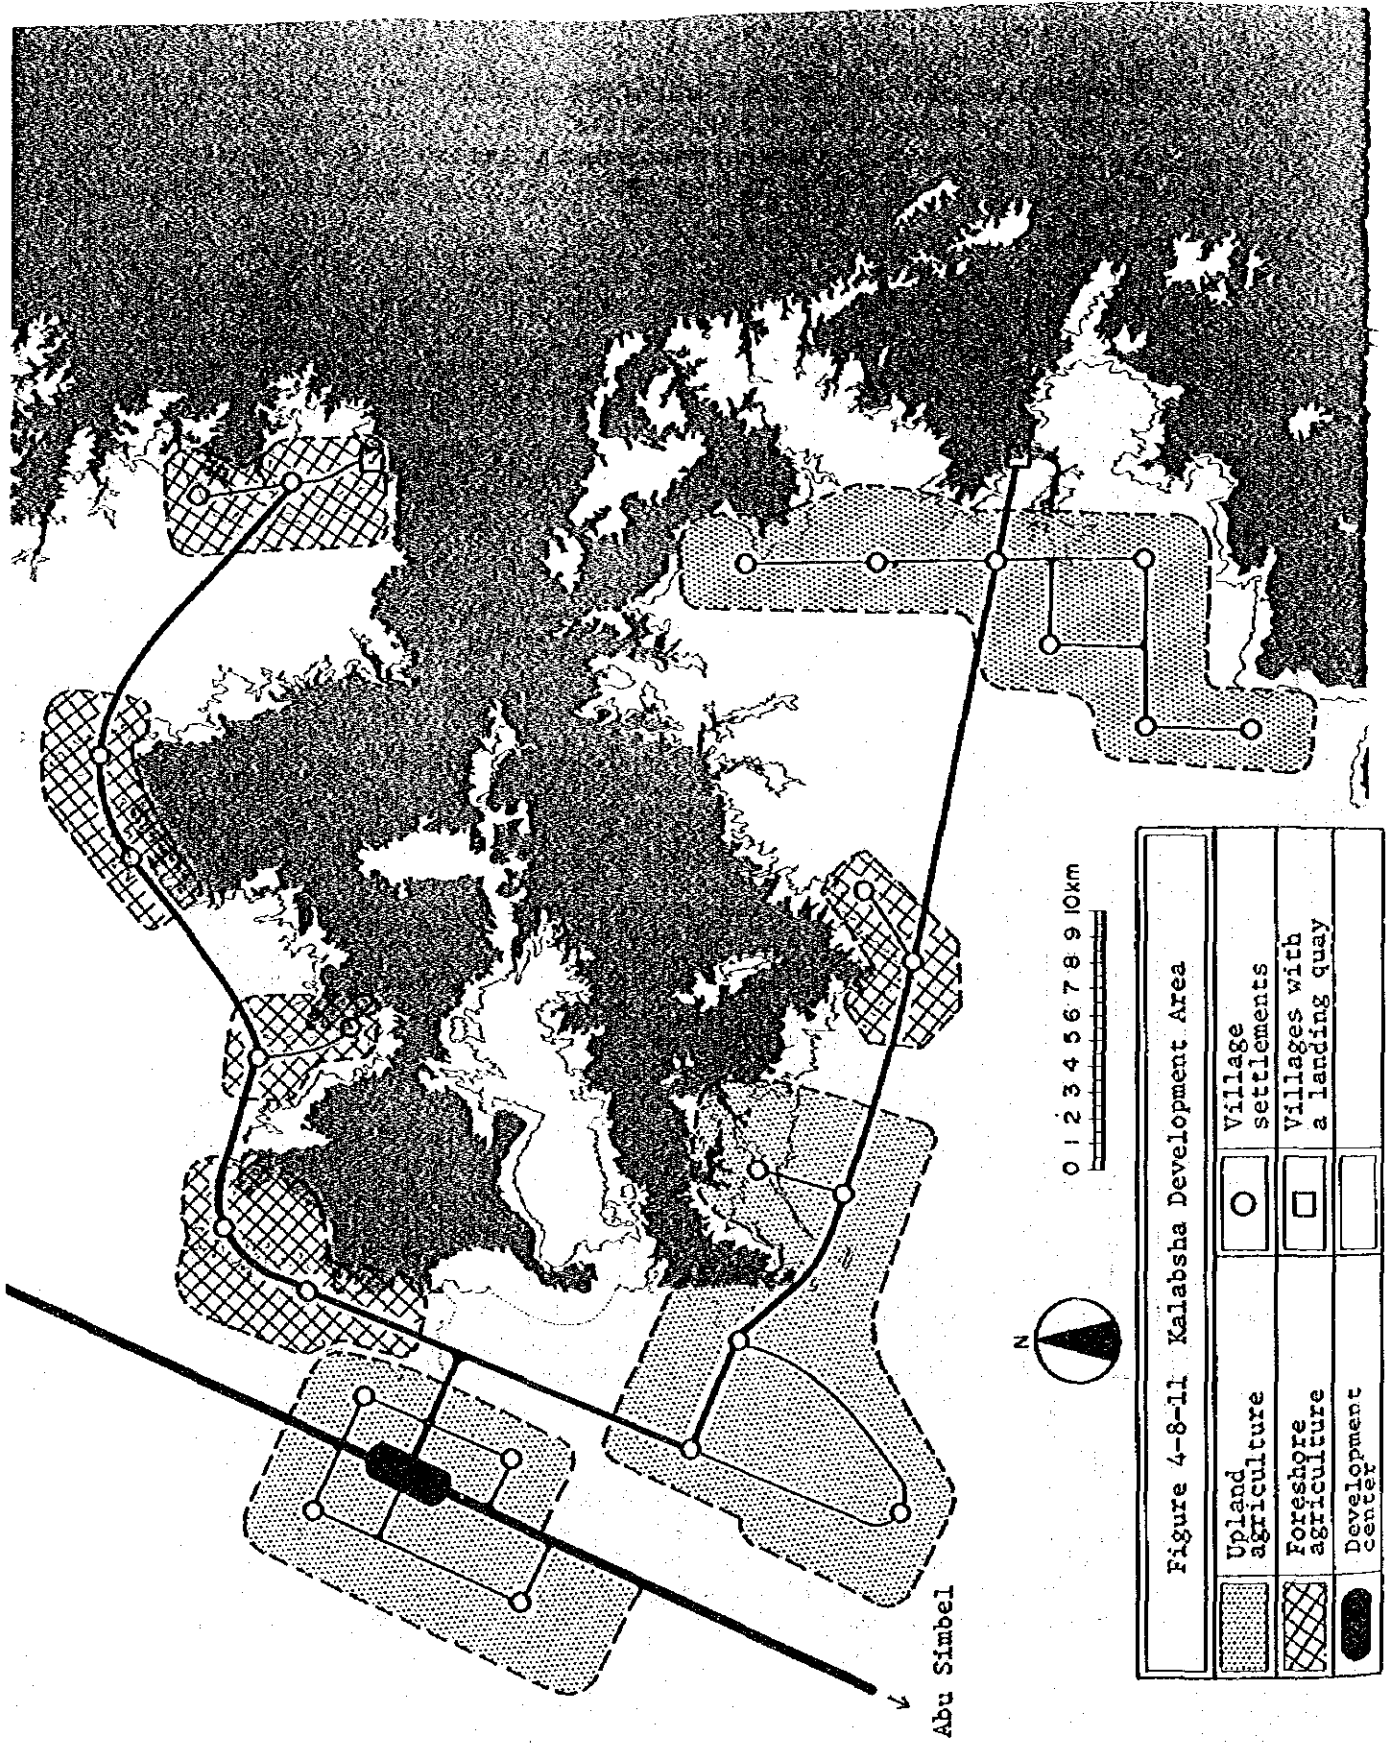 N
Abu Simbel
0 1 2 3 4 5 6 7 8 9 10km
Figure 4-8-11 Kalabsha Development Area
Upland
agriculture
Village
settlements
Foreshore
agriculture
Villages with
a landing quay
Development
center